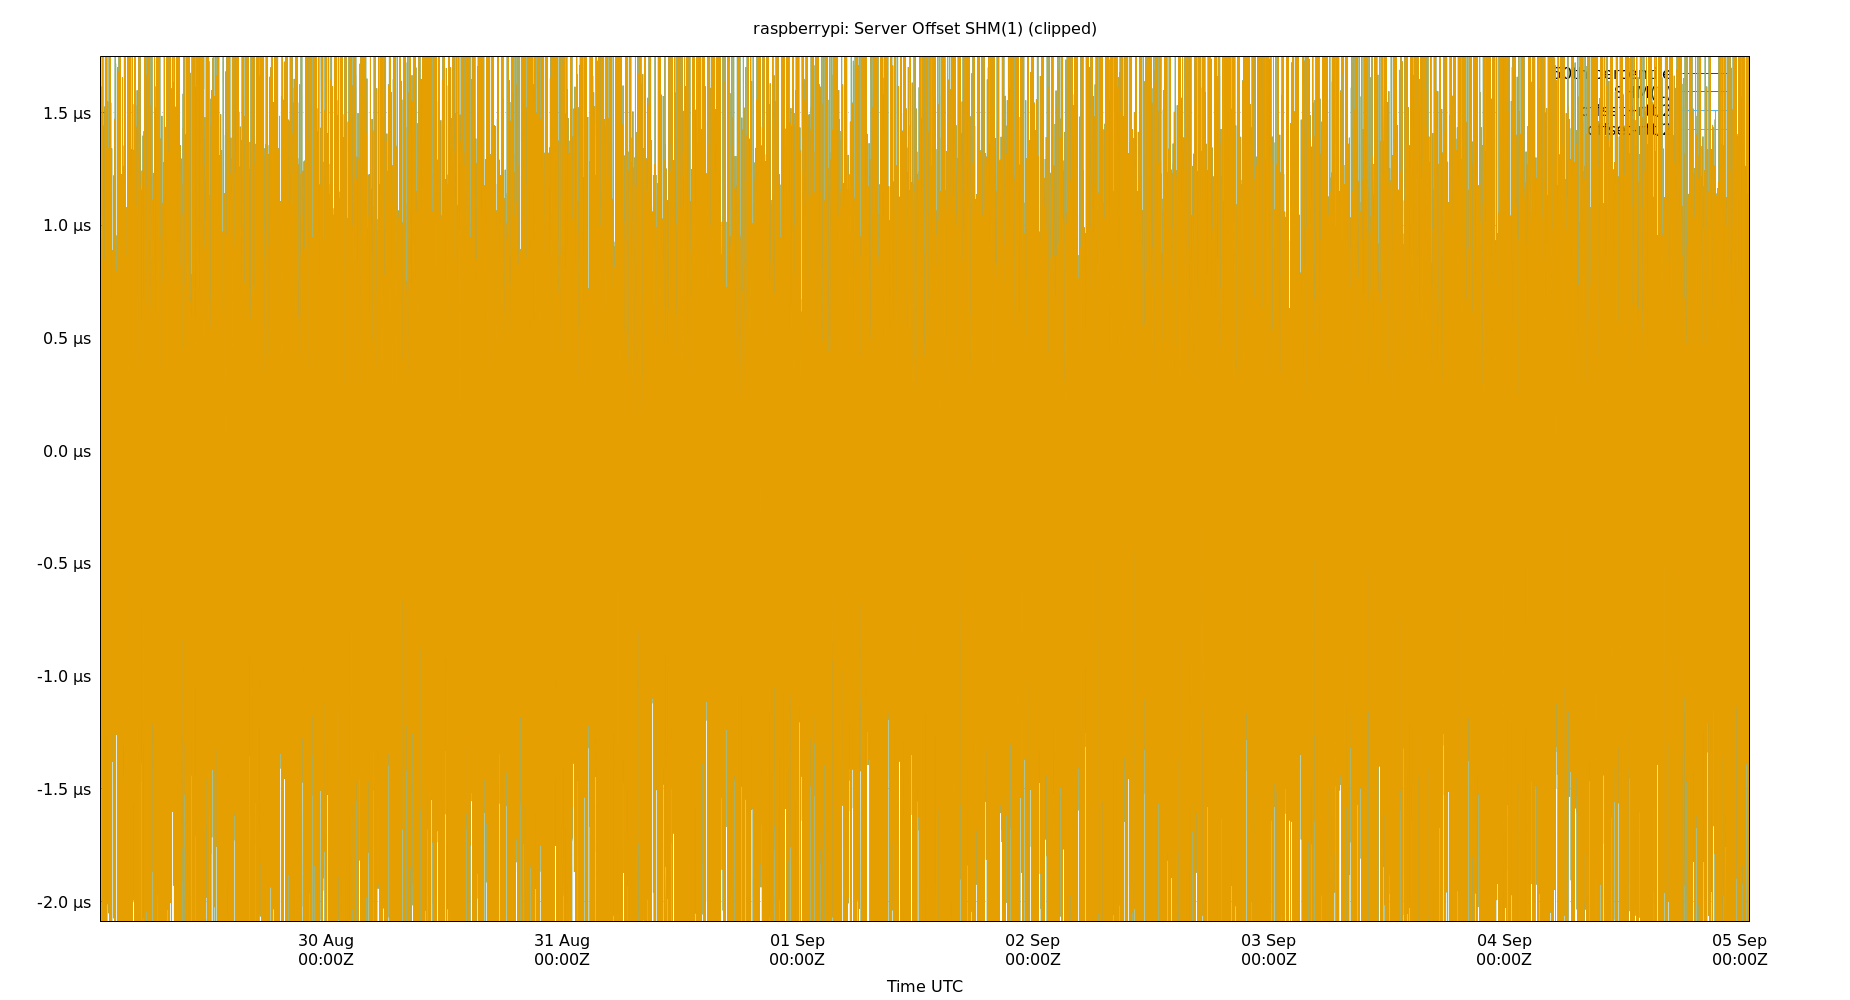 raspberrypi: Server Offset SHM(1) (clipped)
1.5 µs
1.0 µs
0.5 µs
0.0 µs
-0.5 µs
-1.0 µs
-1.5 µs
-2.0 µs
30 Aug 31 Aug 01 Sep 02 Sep 03 Sep 04 Sep 05 Sep
00:00Z 00:00Z 00:00Z 00:00Z 00:00Z 00:00Z 00:00Z
Time UTC